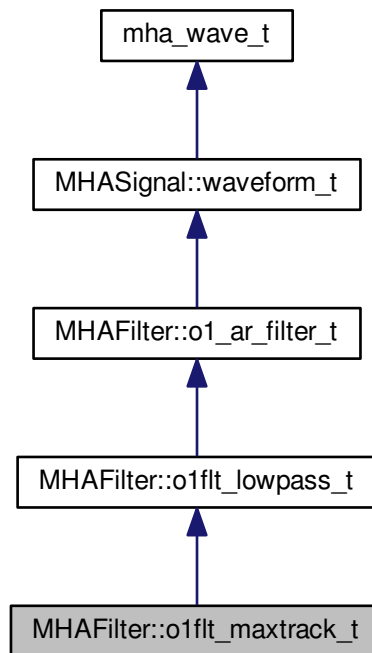 mha_wave_t
MHASignal::waveform_t
MHAFilter::o1_ar_filter_t
MHAFilter::o1flt_lowpass_t
MHAFilter::o1flt_maxtrack_t